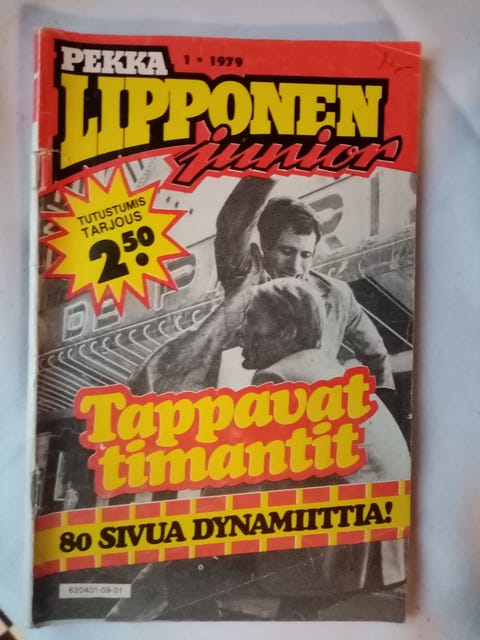 PEKKA 1 • 1979
LIPPONEN
junior
TUTUSTUMIS
TARJOUS
2.50
Tappavat
timantit
80 SIVUA DYNAMIITTIA!
620401-09-01